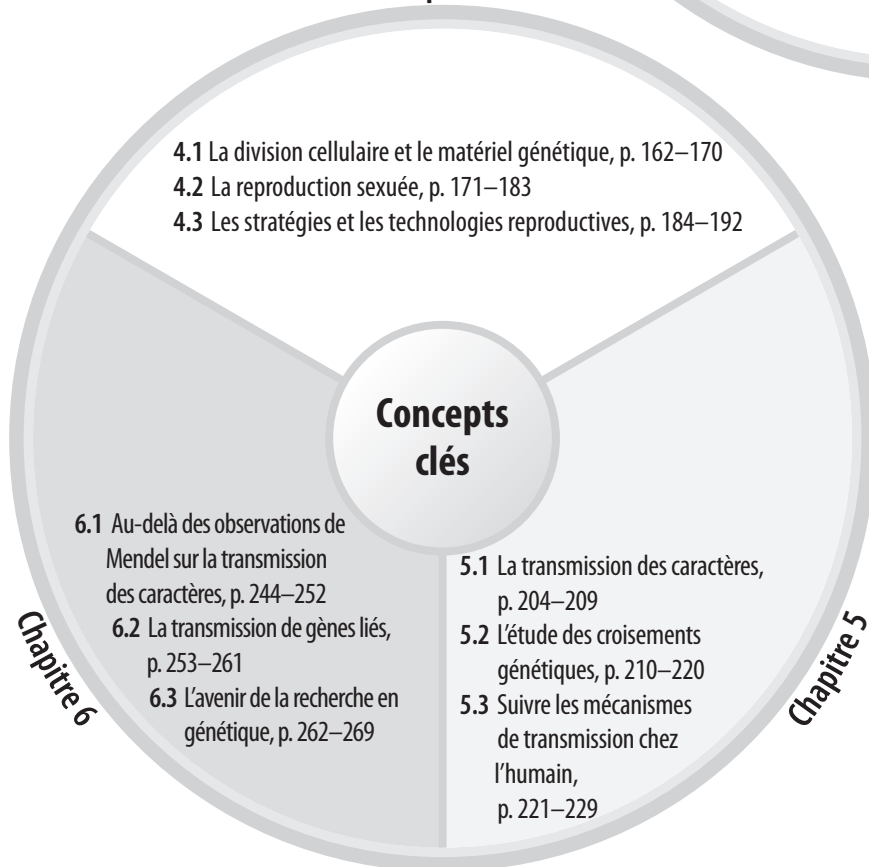 4.1 La division cellulaire et le matériel génétique, p. 162–170
4.2 La reproduction sexuée, p. 171–183
4.3 Les stratégies et les technologies reproductives, p. 184–192
Concepts
clés
6.1 Au-delà des observations de
Mendel sur la transmission
des caractères, p. 244–252
6.2 La transmission de gènes liés,
p. 253–261
6.3 L'avenir de la recherche en
génétique, p. 262–269
Chapitre 6
5.1 La transmission des caractères,
p. 204–209
5.2 L'étude des croisements
génétiques, p. 210–220
5.3 Suivre les mécanismes
de transmission chez
l'humain,
p. 221–229
Chapitre 5